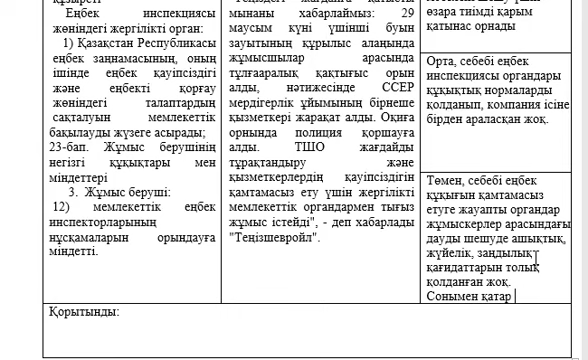 Еңбек инспекциясы
жөніндегі жергілікті орган:
1) Қазақстан Республикасы
еңбек заңнамасының, оның
ішінде еңбек қауіпсіздігі
және еңбекті қорғау
жөніндегі талаптардың
сақталуын мемлекеттік
бақылауды жүзеге асырады;
23-бап. Жұмыс берушінің
негізгі құқықтары мен
міндеттері
3. Жұмыс беруші:
12) мемлекеттік еңбек
инспекторларының
нұсқамаларын орындауға
міндетті.
мынаны хабарлаймыз: 29
маусым күні үшінші буын
зауытының құрылыс алаңында
жұмысшылар арасында
тұлғааралық қақтығыс орын
алды, нәтижесінде ССЕР
мердігерлік ұйымының бірнеше
қызметкері жарақат алды. Оқиға
орнында полиция қоршауға
алды. ТШО жағдайды
тұрақтандыру және
қызметкерлердің қауіпсіздігін
қамтамасыз ету үшін жергілікті
мемлекеттік органдармен тығыз
жұмыс істейді", - деп хабарлады
"Теңізшевройл".
өзара тиімді қарым
қатынас орнады
Орта, себебі еңбек
инспекциясы органдары
құқықтық нормаларды
қолданып, компания ісіне
бірден араласқан жоқ.
Төмен, себебі еңбек
құқығын қамтамасыз
етуге жауапты органдар
жұмыскерлер арасындағы
дауды шешуде ашықтық,
жүйелік, заңдылық
қағидаттарын толық
қолданған жоқ.
Сонымен қатар
Қорытынды: